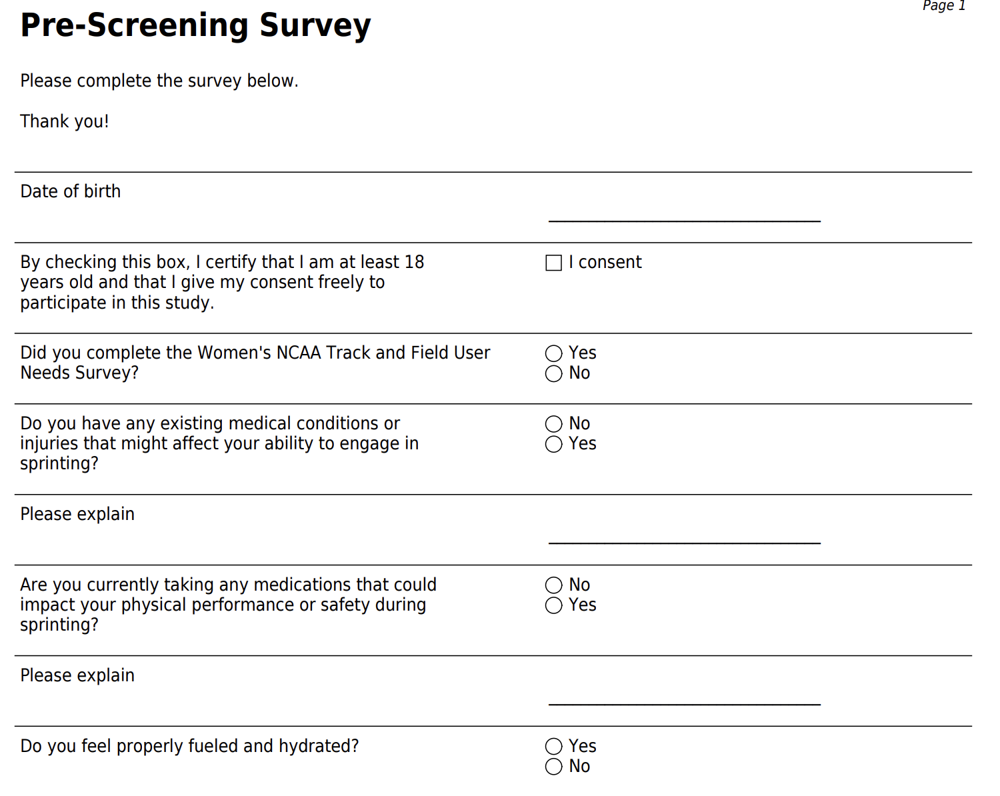 Page 1
Pre-Screening Survey
Please complete the survey below.
Thank you!
Date of birth
By checking this box, I certify that I am at least 18
years old and that I give my consent freely to
participate in this study.
I consent
Did you complete the Women's NCAA Track and Field User
Needs Survey?
Yes
No
Do you have any existing medical conditions or
injuries that might affect your ability to engage in
sprinting?
No
Yes
Please explain
Are you currently taking any medications that could
impact your physical performance or safety during
sprinting?
No
Yes
Please explain
Do you feel properly fueled and hydrated?
Yes
No